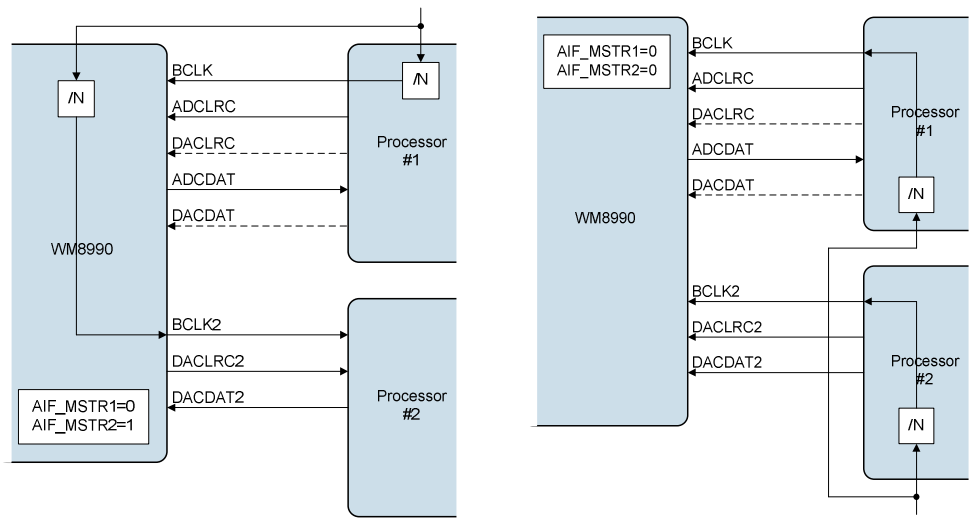 /N
BCLK
/N
ADCLRC
DACLRC
Processor
#1
ADCDAT
DACDAT
WM8990
BCLK2
DACLRC2
Processor
#2
DACDAT2
AIF_MSTR1=0
AIF_MSTR2=1
AIF_MSTR1=0
AIF_MSTR2=0
BCLK
ADCLRC
DACLRC
Processor
#1
ADCDAT
DACDAT
/N
WM8990
BCLK2
DACLRC2
DACDAT2
Processor
#2
/N